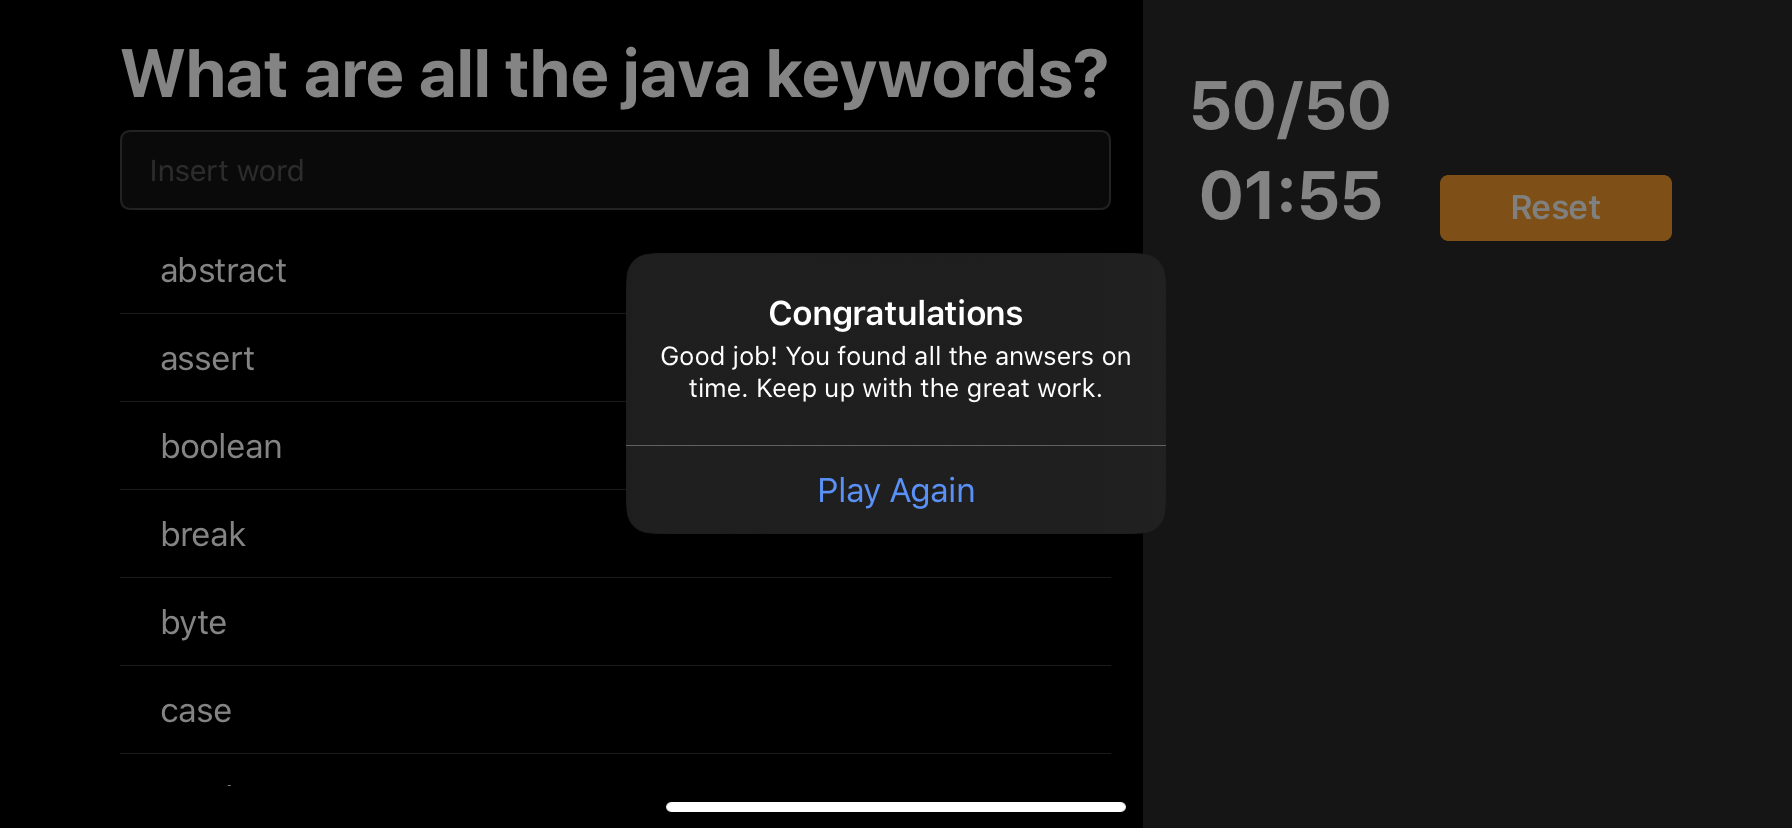 What are all the java keywords?
Insert word
abstract
assert
boolean
break
byte
case
50/50
01:55
Reset
Congratulations
Good job! You found all the anwsers on
time. Keep up with the great work.
Play Again